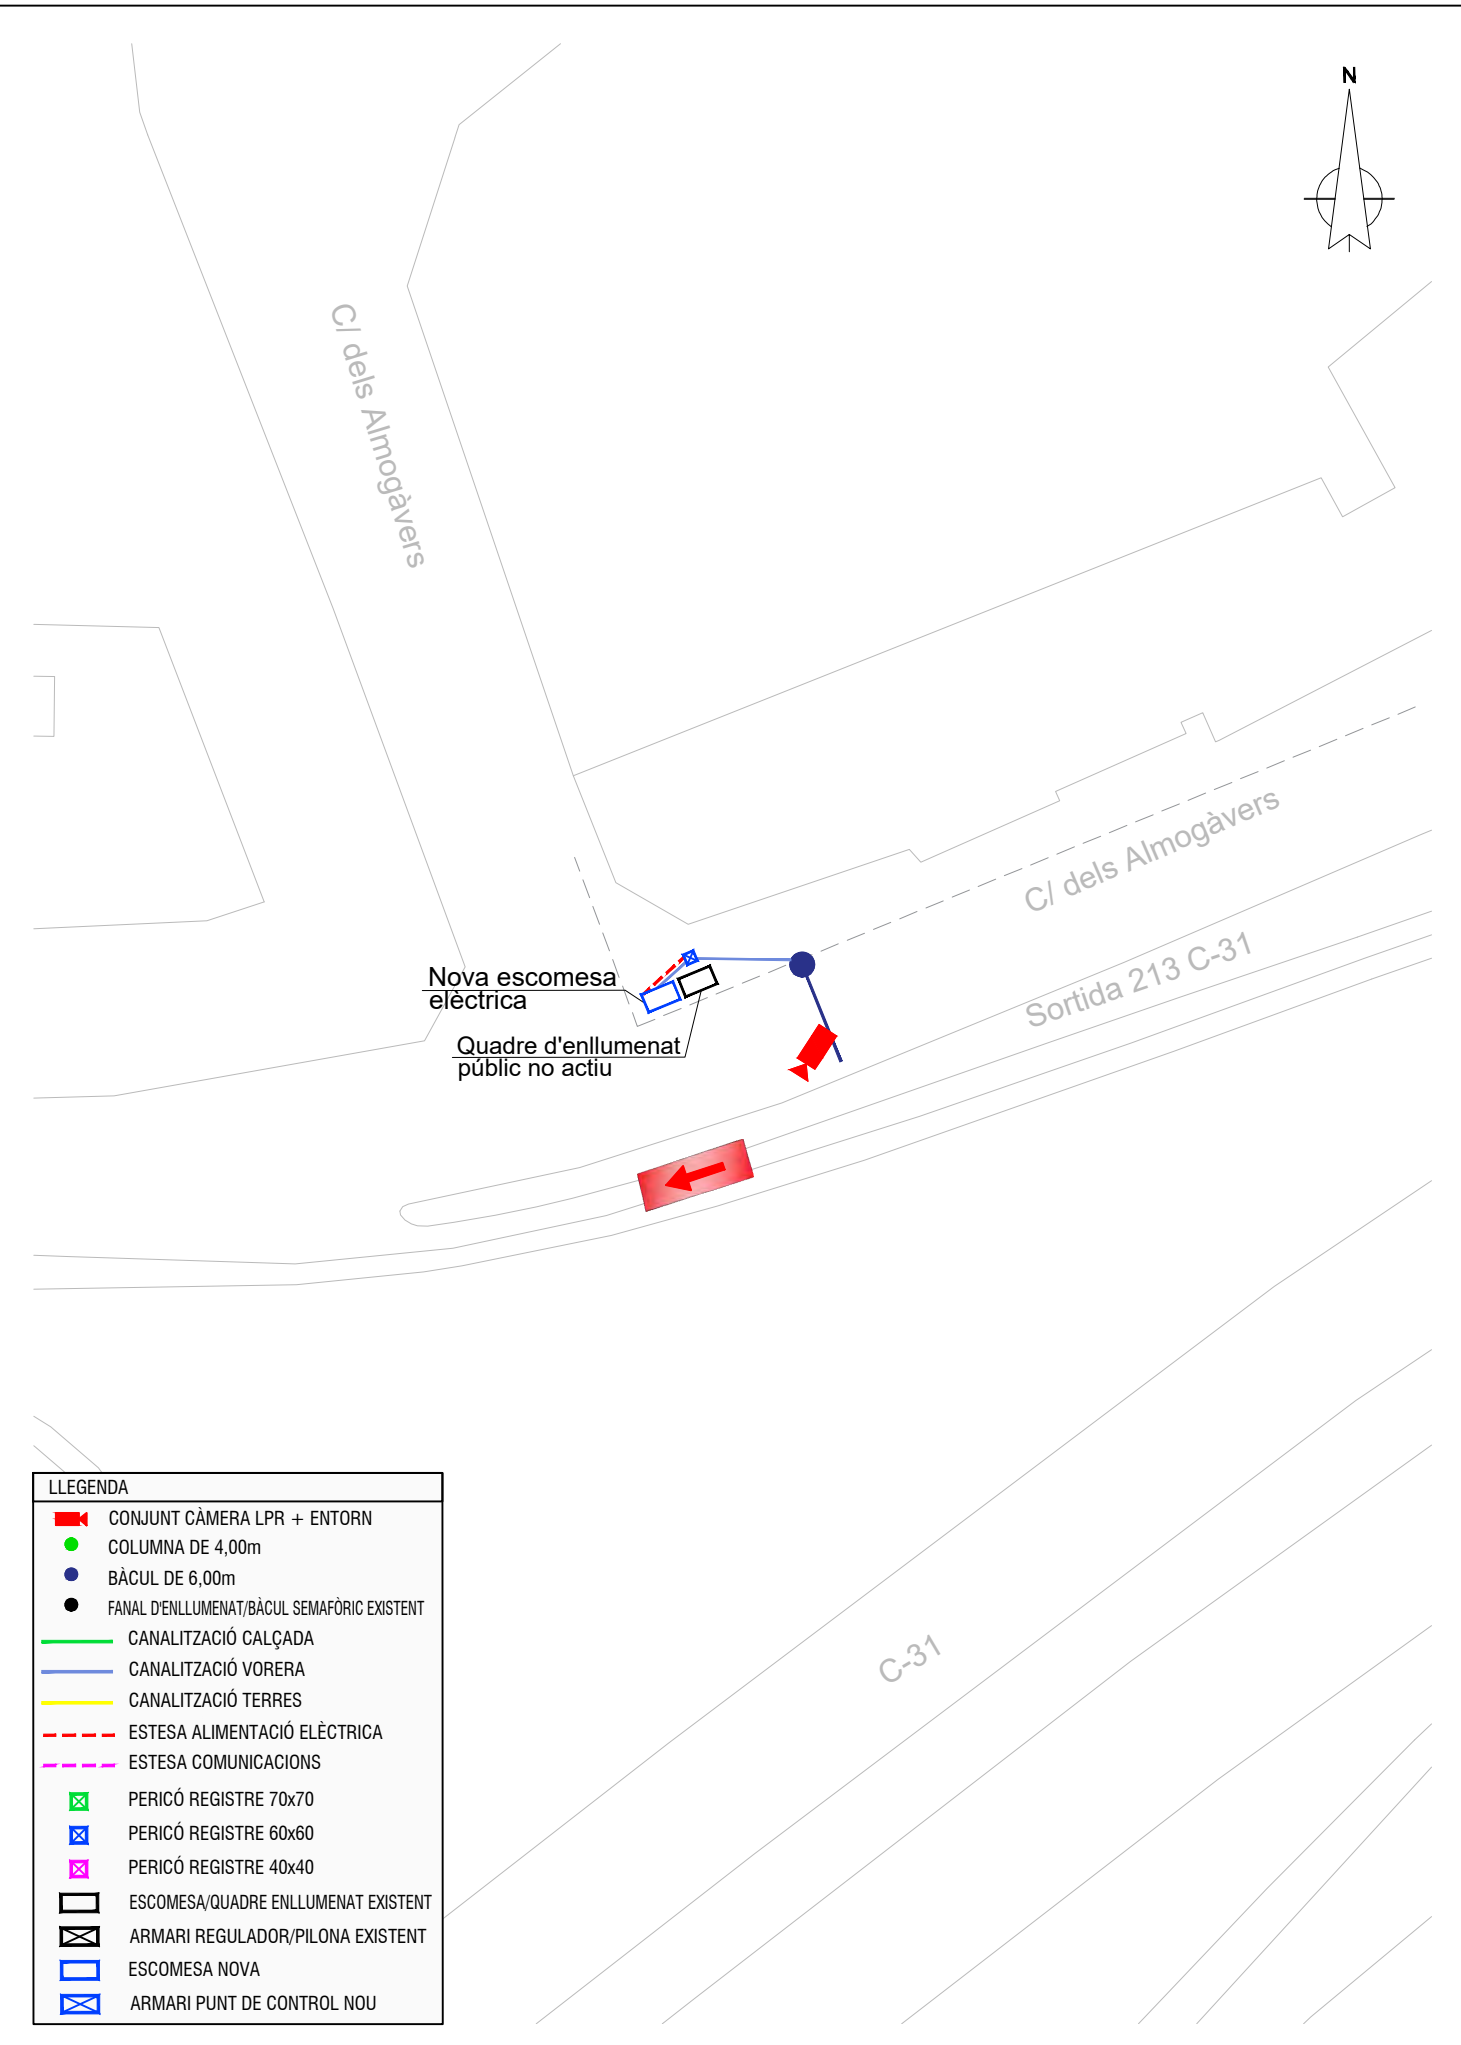 N
C/ dels Almogàvers
C/ dels Almogàvers
Sortida 213 C-31
Nova escomesa
elèctrica
Quadre d'enllumenat
públic no actiu
C-31
LLEGENDA
CONJUNT CÀMERA LPR + ENTORN
COLUMNA DE 4,00m
BÀCUL DE 6,00m
FANAL D'ENLLUMENAT/BÀCUL SEMAFÒRIC EXISTENT
CANALITZACIÓ CALÇADA
CANALITZACIÓ VORERA
CANALITZACIÓ TERRES
ESTESA ALIMENTACIÓ ELÈCTRICA
ESTESA COMUNICACIONS
PERICÓ REGISTRE 70x70
PERICÓ REGISTRE 60x60
PERICÓ REGISTRE 40x40
ESCOMESA/QUADRE ENLLUMENAT EXISTENT
ARMARI REGULADOR/PILONA EXISTENT
ESCOMESA NOVA
ARMARI PUNT DE CONTROL NOU